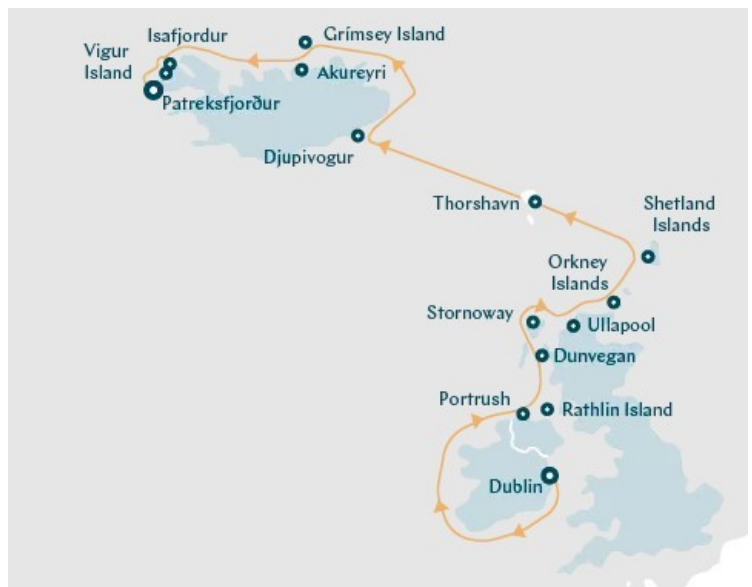 Grímsey Island
Isafjordur
Vigur
Island
Akureyri
Patreksfjorður
Djupivogur
Thorshavn
Shetland
Islands
Orkney
Islands
Stornoway
Ullapool
Dunvegan
Portrush
Rathlin Island
Dublin